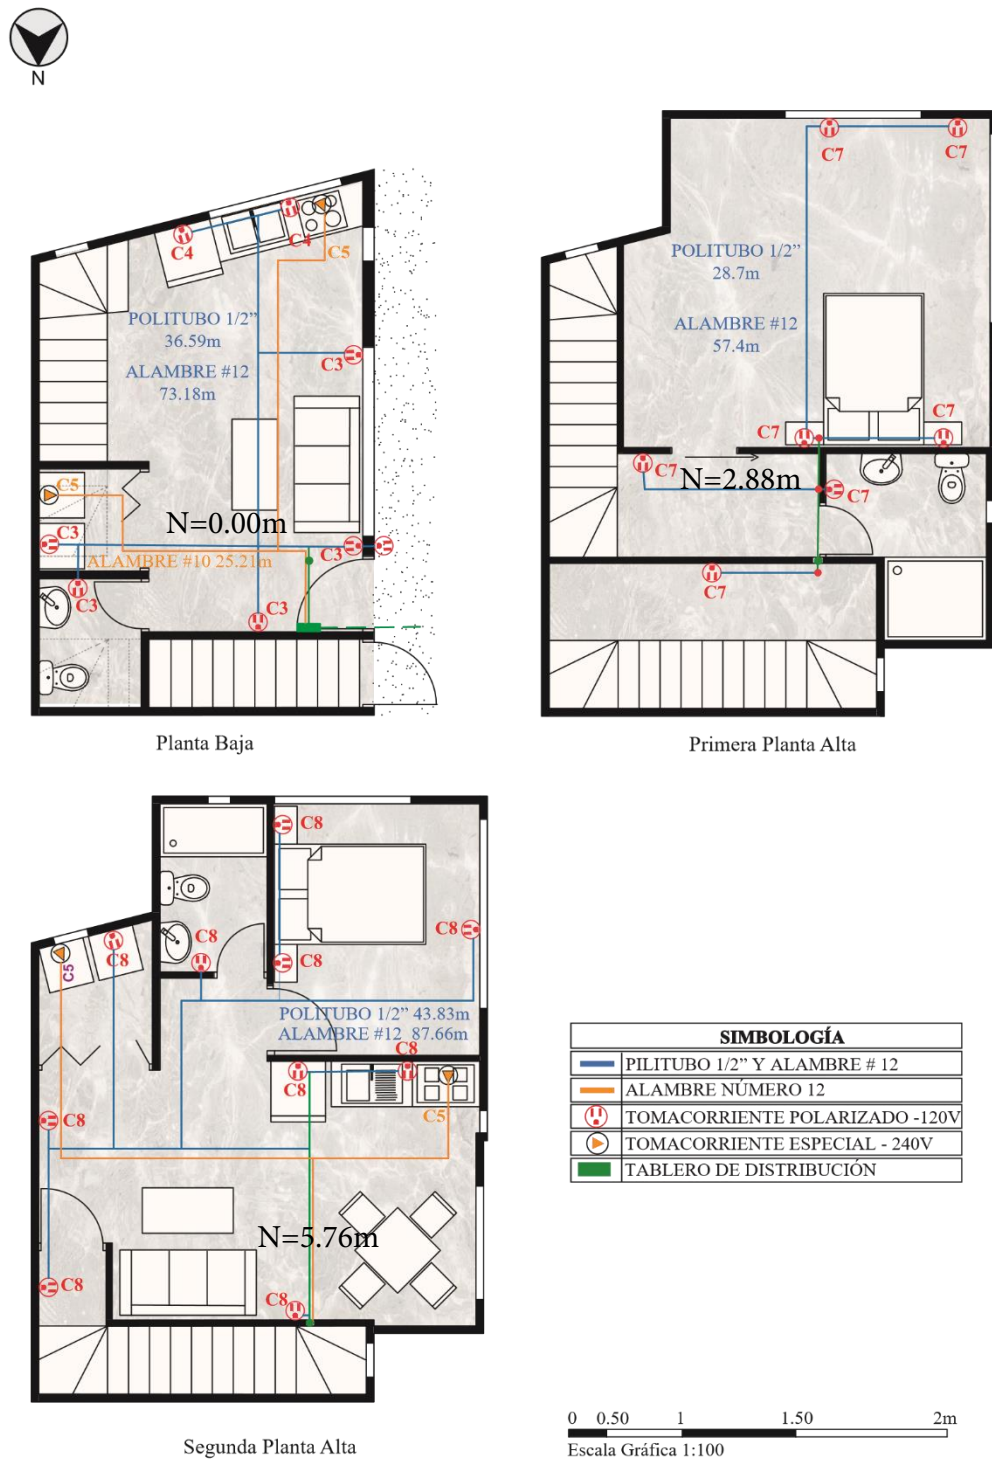 N
C4
C4
C5
POLITUBO 1/2”
36.59m
C3
ALAMBRE #12
73.18m
C5
N=0.00m
C3
C3
ALAMBRE #10 25.21m
C3
C3
Planta Baja
C7
C7
POLITUBO 1/2”
28.7m
ALAMBRE #12
57.4m
C7
C7
C7
N=2.88m
C7
C7
Primera Planta Alta
C8
C8
C8
C5
C8
C8
POLITUBO 1/2” 43.83m
ALAMBRE #12 87.66m
C8
C8
C5
C8
N=5.76m
C8
C8
Segunda Planta Alta
SIMBOLOGÍA
PILITUBO 1/2” Y ALAMBRE # 12
ALAMBRE NÚMERO 12
TOMACORRIENTE POLARIZADO -120V
TOMACORRIENTE ESPECIAL - 240V
TABLERO DE DISTRIBUCIÓN
0 0.50 1 1.50 2m
Escala Gráfica 1:100